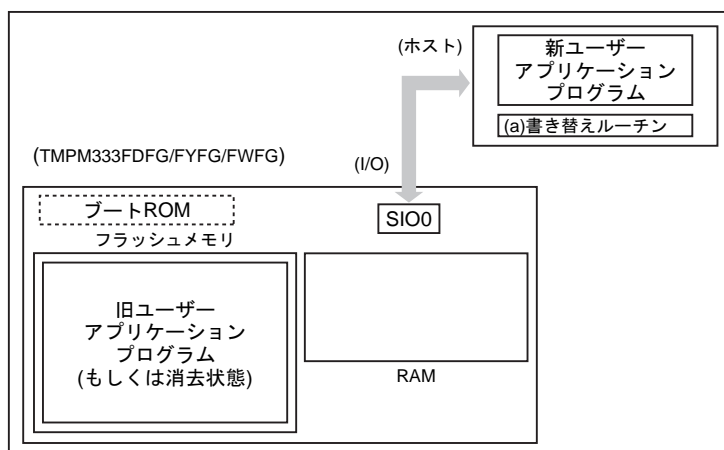 (ホスト)
新ユーザー
アプリケーション
プログラム
(a)書き替えルーチン
(TMPM333FDFG/FYFG/FWFG)
(I/O)
ブートROM
SIO0
フラッシュメモリ
旧ユーザー
アプリケーション
プログラム
(もしくは消去状態)
RAM